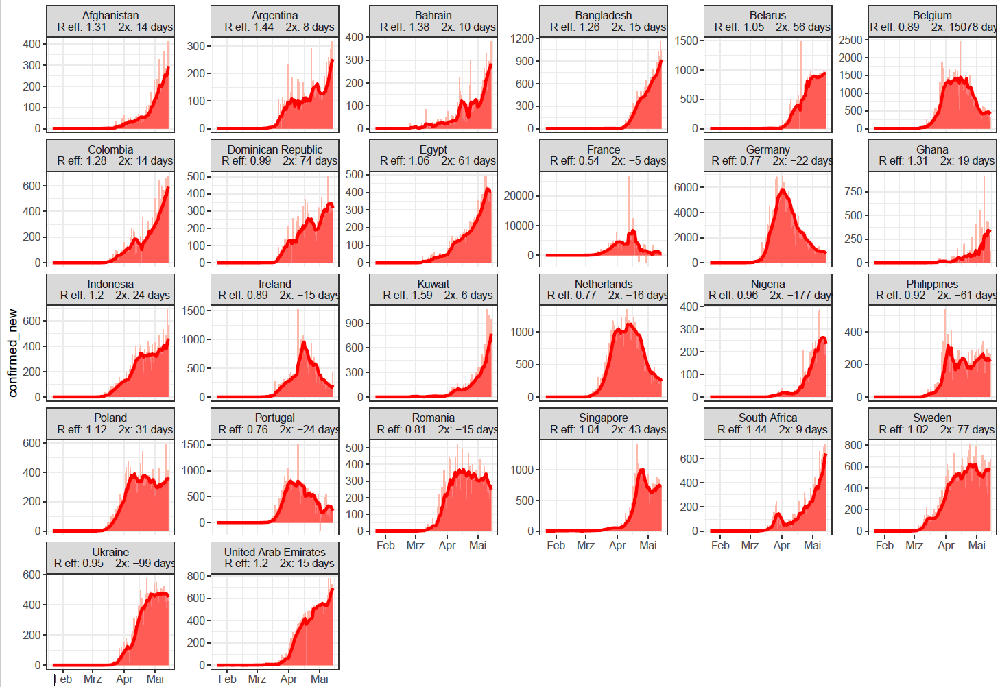 confirmed_new
Afghanistan
R eff: 1.31 2x: 14 days
400
300
200
100
0
Argentina
R eff: 1.44 2x: 8 days
300
200
100
0
Bahrain
R eff: 1.38 2x: 10 days
400
300
200
100
0
Bangladesh
R eff: 1.26 2x: 15 days
1200
900
600
300
0
Belarus
R eff: 1.05 2x: 56 days
1500
1000
500
0
Belgium
R eff: 0.89 2x: 15078 day
2500
2000
1500
1000
500
0
Colombia
R eff: 1.28 2x: 14 days
600
400
200
0
Dominican Republic
R eff: 0.99 2x: 74 days
500
400
300
200
100
0
Egypt
R eff: 1.06 2x: 61 days
500
400
300
200
100
0
France
R eff: 0.54 2x: −5 days
20000
10000
0
Germany
R eff: 0.77 2x: −22 days
6000
4000
2000
0
Ghana
R eff: 1.31 2x: 19 days
750
500
250
0
Indonesia
R eff: 1.2 2x: 24 days
600
400
200
0
Ireland
R eff: 0.89 2x: −15 days
1500
1000
500
0
Kuwait
R eff: 1.59 2x: 6 days
900
600
300
0
Netherlands
R eff: 0.77 2x: −16 days
1000
500
0
Nigeria
R eff: 0.96 2x: −177 day
400
300
200
100
0
Philippines
R eff: 0.92 2x: −61 days
400
200
0
Poland
R eff: 1.12 2x: 31 days
600
400
200
0
Portugal
R eff: 0.76 2x: −24 days
1500
1000
500
0
Romania
R eff: 0.81 2x: −15 days
500
400
300
200
100
0
Feb Mrz Apr Mai
Singapore
R eff: 1.04 2x: 43 days
1000
500
0
Feb Mrz Apr Mai
South Africa
R eff: 1.44 2x: 9 days
600
400
200
0
Feb Mrz Apr Mai
Sweden
R eff: 1.02 2x: 77 days
800
600
400
200
0
Feb Mrz Apr Mai
Ukraine
R eff: 0.95 2x: −99 days
600
400
200
0
Feb Mrz Apr Mai
United Arab Emirates
R eff: 1.2 2x: 15 days
800
600
400
200
0
Feb Mrz Apr Mai